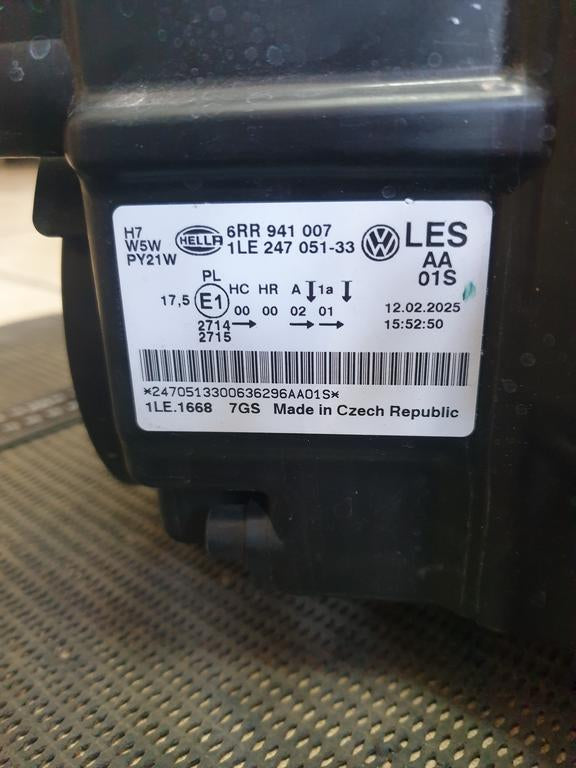 H7
W5W
PY21W
HELLA
6RR 941 007
1LE 247 051-33
VW
LES
AA
01S
PL
17,5 E1 HC HR A 1a
00 00 02 01
2714→ → →
2715
12.02.2025
15:52:50
*2470513300636296AA01S*
1LE.1668 7GS Made in Czech Republic